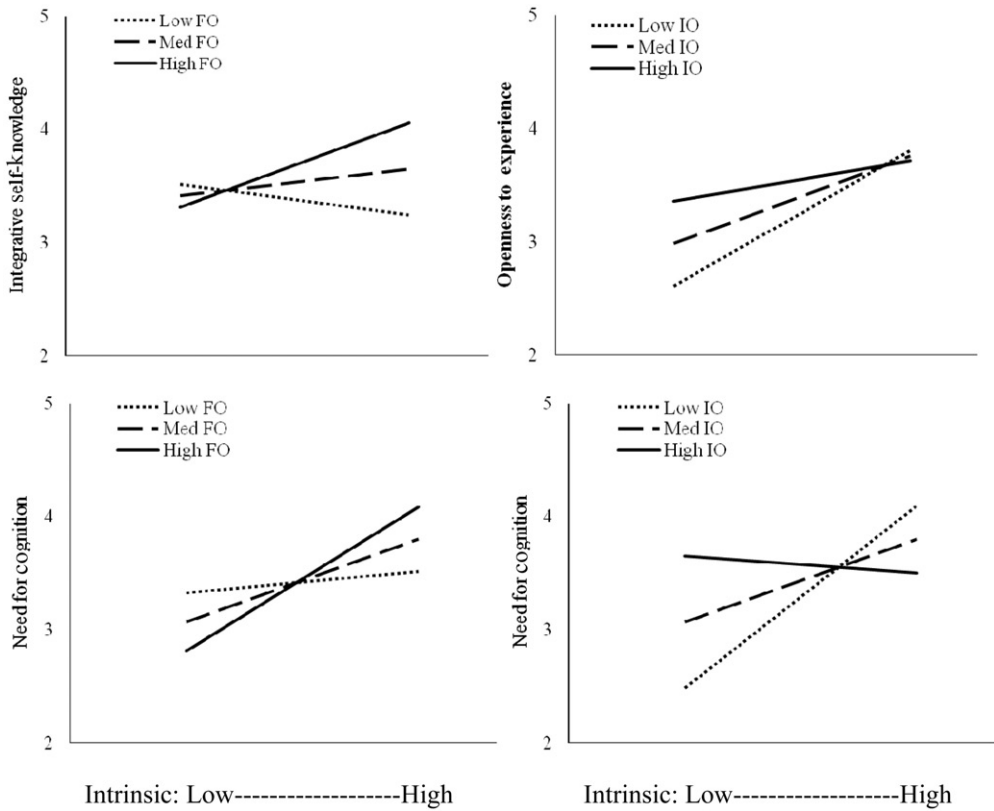 5
Low FO
Med FO
High FO
4
3
2
Integrative self-knowledge
5
Low IO
Med IO
High IO
4
3
2
Openness to experience
5
Low FO
Med FO
High FO
4
3
2
Need for cognition
5
Low IO
Med IO
High IO
4
3
2
Need for cognition
Intrinsic: Low--------------------High
Intrinsic: Low--------------------High